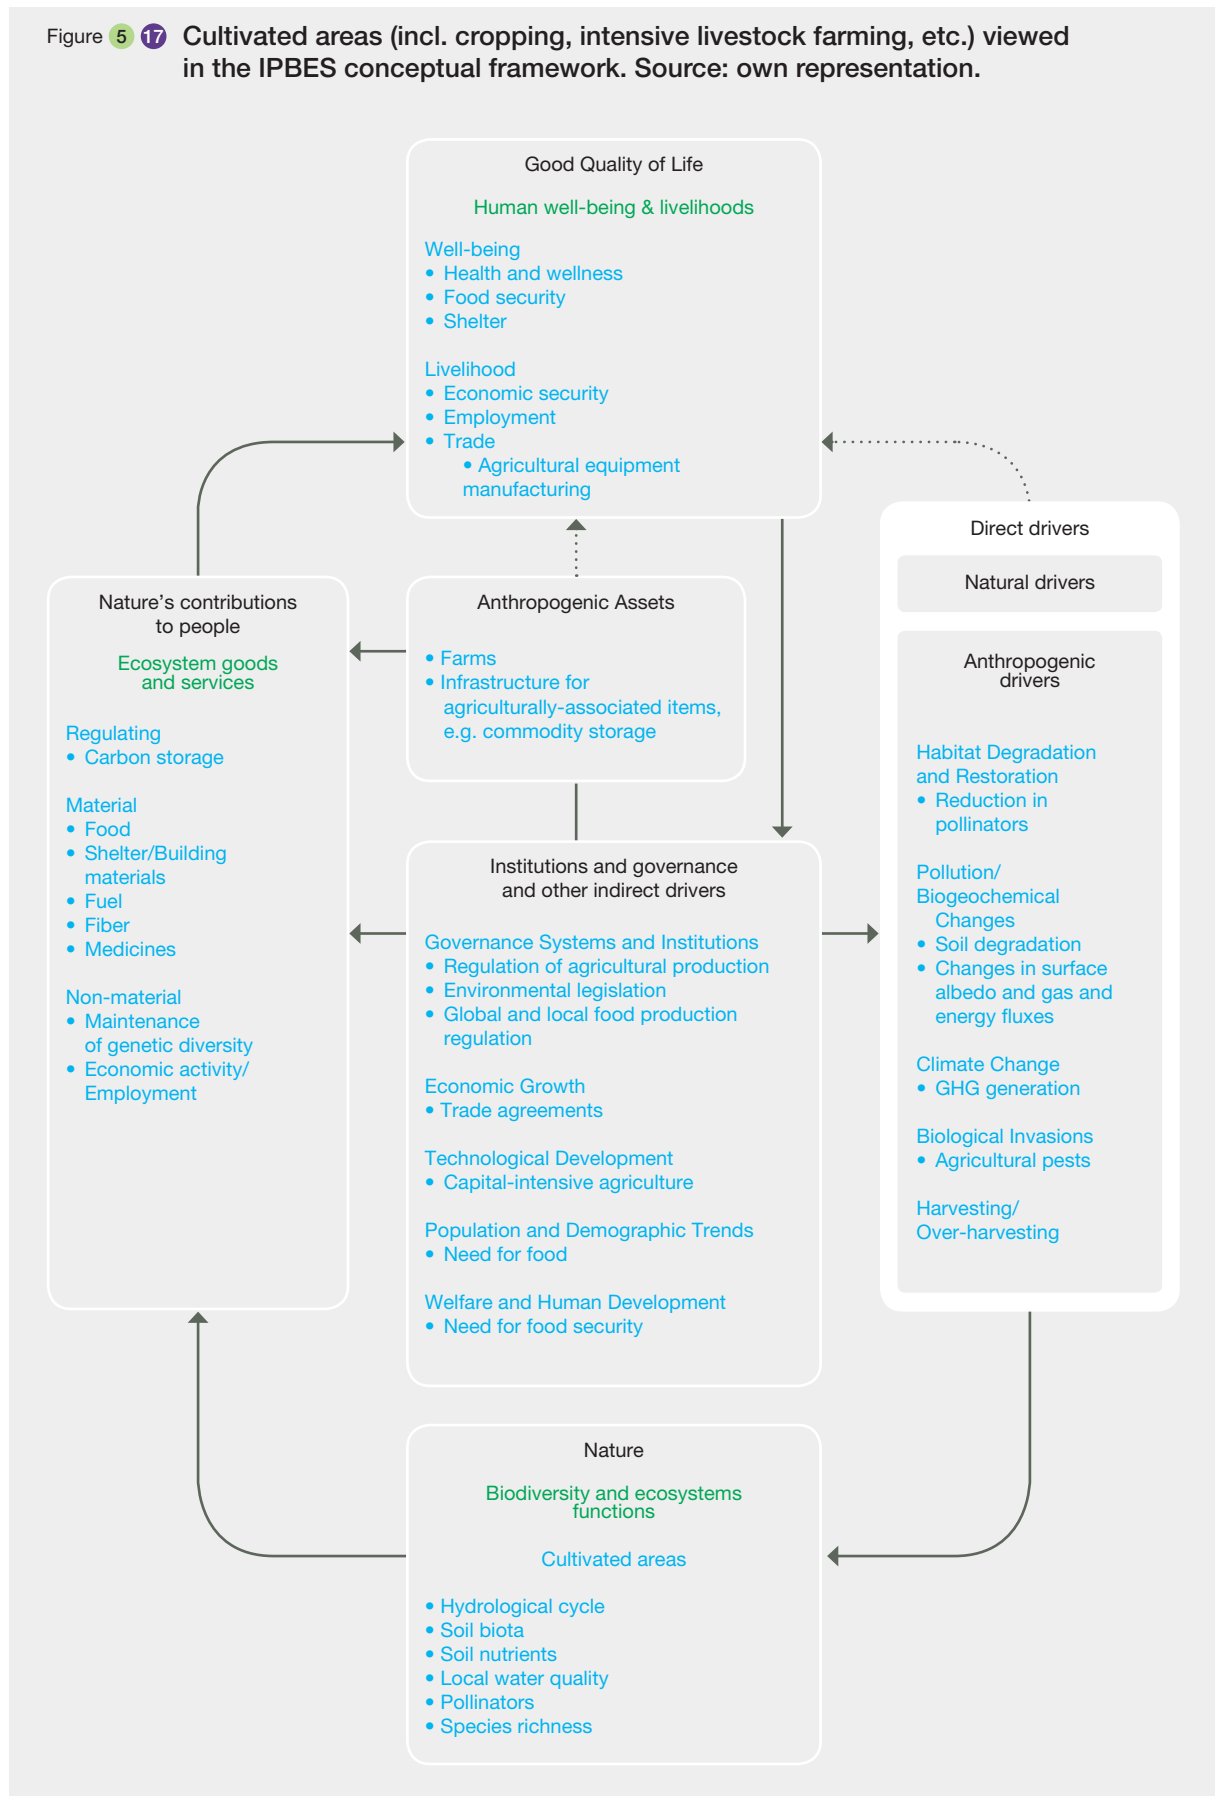 Figure 5 17 Cultivated areas (incl. cropping, intensive livestock farming, etc.) viewed
in the IPBES conceptual framework. Source: own representation.
Good Quality of Life
Human well-being & livelihoods
Well-being
• Health and wellness
• Food security
• Shelter
Livelihood
• Economic security
• Employment
• Trade
• Agricultural equipment
manufacturing
Nature's contributions
to people
Ecosystem goods
and services
Regulating
• Carbon storage
Material
• Food
• Shelter/Building
materials
• Fuel
• Fiber
• Medicines
Non-material
• Maintenance
of genetic diversity
• Economic activity/
Employment
Anthropogenic Assets
• Farms
• Infrastructure for
agriculturally-associated items,
e.g. commodity storage
Institutions and governance
and other indirect drivers
Governance Systems and Institutions
• Regulation of agricultural production
• Environmental legislation
• Global and local food production
regulation
Economic Growth
• Trade agreements
Technological Development
• Capital-intensive agriculture
Population and Demographic Trends
• Need for food
Welfare and Human Development
• Need for food security
Direct drivers
Natural drivers
Anthropogenic
drivers
Habitat Degradation
and Restoration
• Reduction in
pollinators
Pollution/
Biogeochemical
Changes
• Soil degradation
• Changes in surface
albedo and gas and
energy fluxes
Climate Change
• GHG generation
Biological Invasions
• Agricultural pests
Harvesting/
Over-harvesting
Nature
Biodiversity and ecosystems
functions
Cultivated areas
• Hydrological cycle
• Soil biota
• Soil nutrients
• Local water quality
• Pollinators
• Species richness